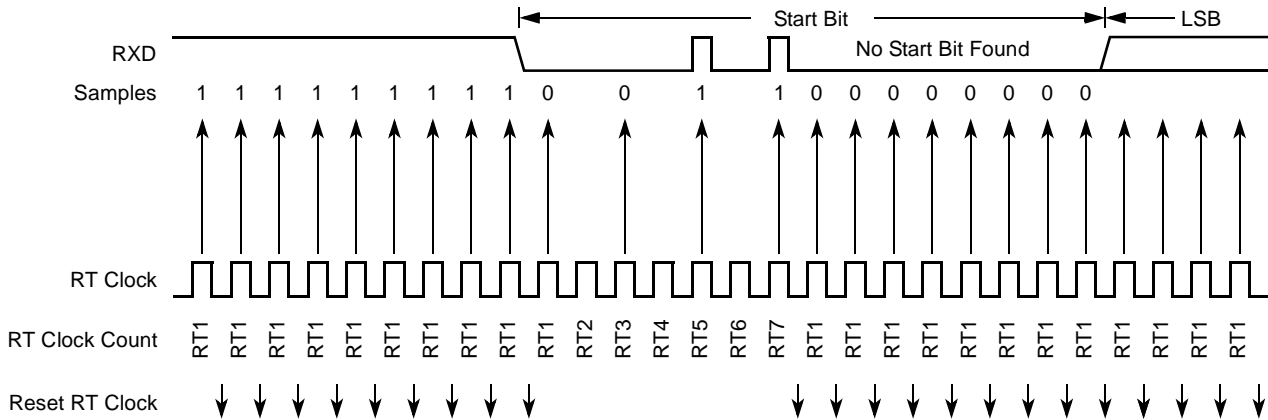 Start Bit LSB
RXD No Start Bit Found
Samples 1 1 1 1 1 1 1 1 1 0 0 1 1 0 0 0 0 0 0 0 0
RT Clock
RT Clock Count RT1 RT1 RT1 RT1 RT1 RT1 RT1 RT1 RT1 RT1 RT2 RT3 RT4 RT5 RT6 RT7 RT1 RT1 RT1 RT1 RT1 RT1 RT1 RT1 RT1 RT1 RT1 RT1
Reset RT Clock